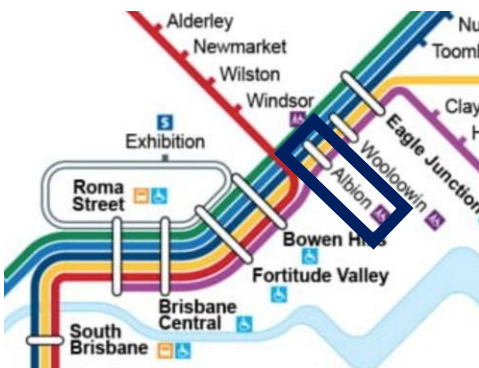 Alderley
Newmarket
Wilston
Windsor
S
Exhibition
Roma
Street
Eagle Junction
Wooloowin
Albion
Bowen Hills
Fortitude Valley
Brisbane
Central
South
Brisbane